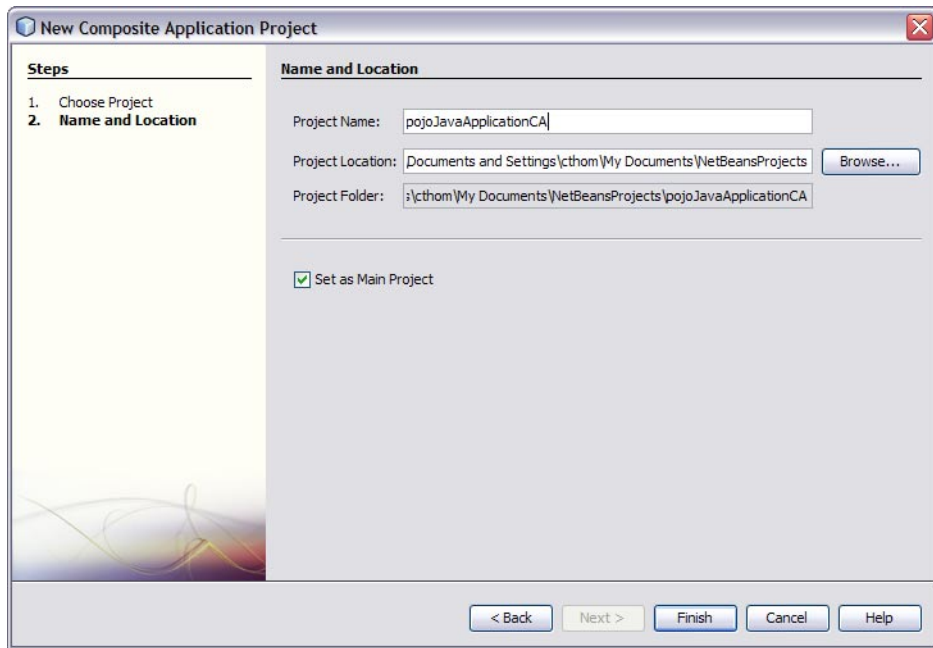 New Composite Application Project
Steps
1. Choose Project
2. Name and Location
Name and Location
Project Name: pojoJavaApplicationCA
Project Location: Documents and Settings\cthom\My Documents\NetBeansProjects Browse...
Project Folder: \cthom\My Documents\NetBeansProjects\pojoJavaApplicationCA
Set as Main Project
< Back Next > Finish Cancel Help